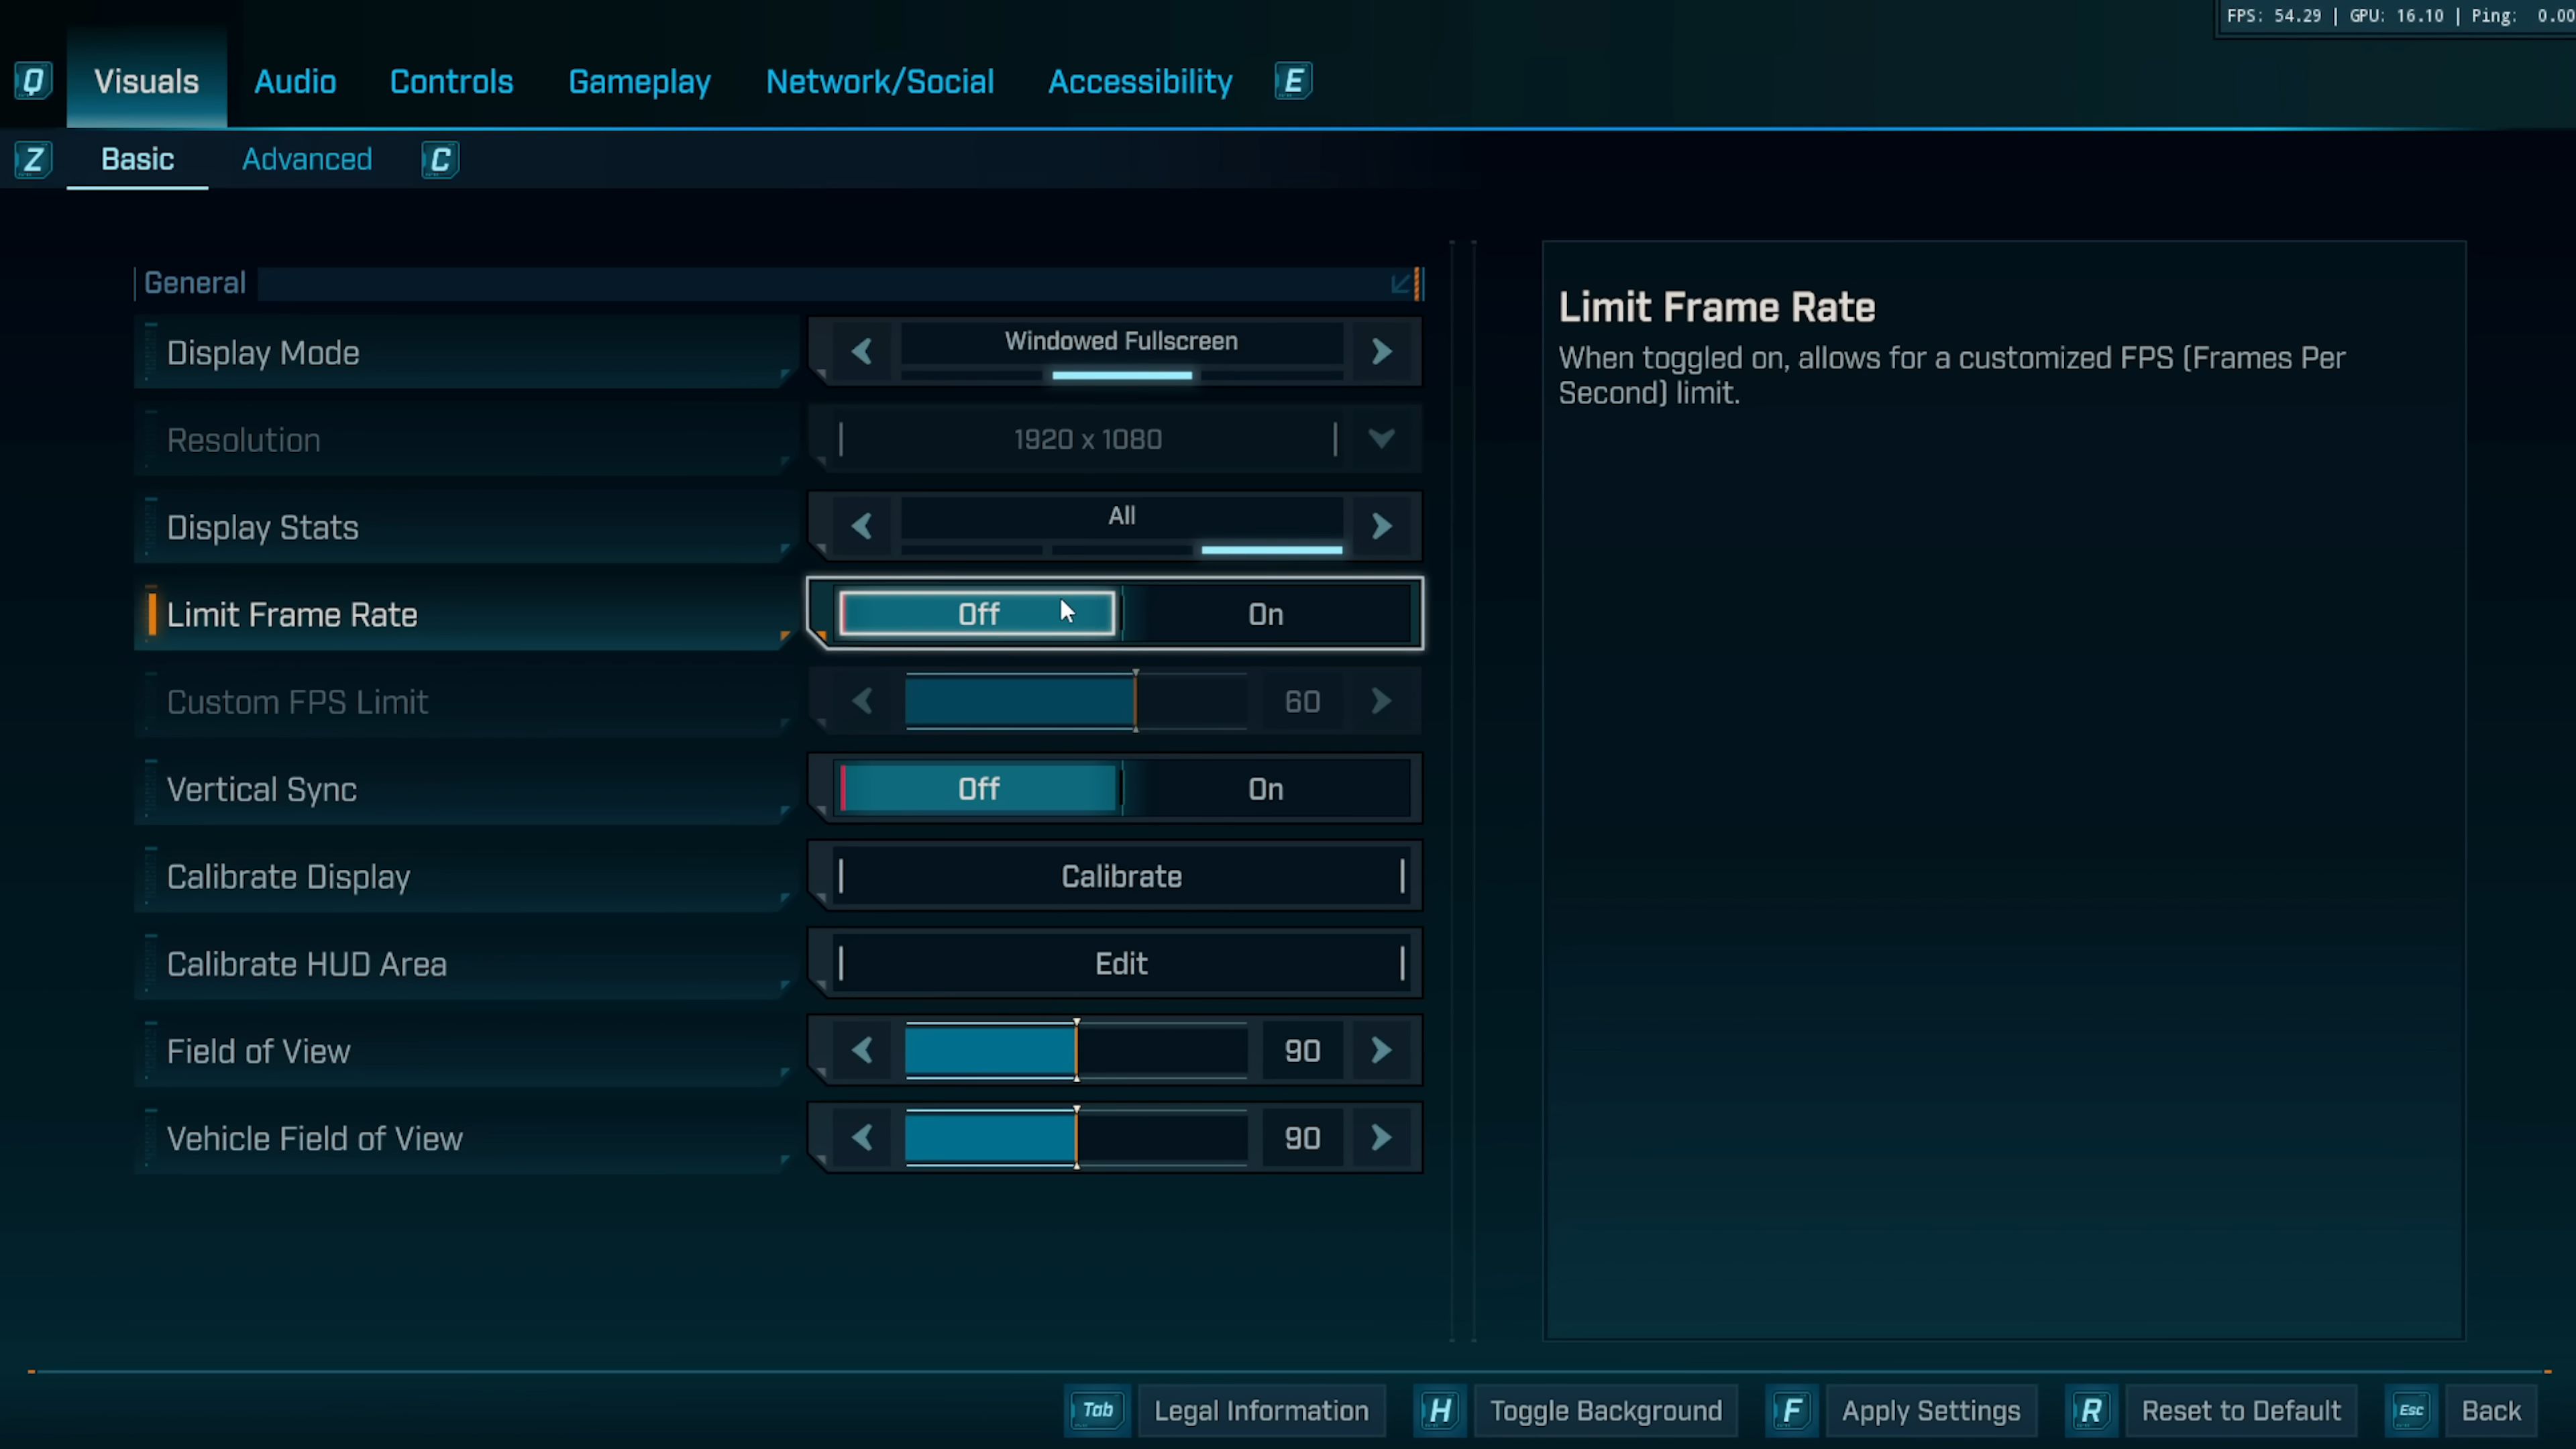 FPS: 54.29 | GPU: 16.10 | Ping: 0.00
Q Visuals Audio Controls Gameplay Network/Social Accessibility E
Z Basic Advanced C
General
Display Mode Windowed Fullscreen
Resolution 1920 x 1080
Display Stats All
Limit Frame Rate Off On
Custom FPS Limit 60
Vertical Sync Off On
Calibrate Display Calibrate
Calibrate HUD Area Edit
Field of View 90
Vehicle Field of View 90
Limit Frame Rate
When toggled on, allows for a customized FPS (Frames Per
Second) limit.
Tab Legal Information H Toggle Background F Apply Settings R Reset to Default Esc Back